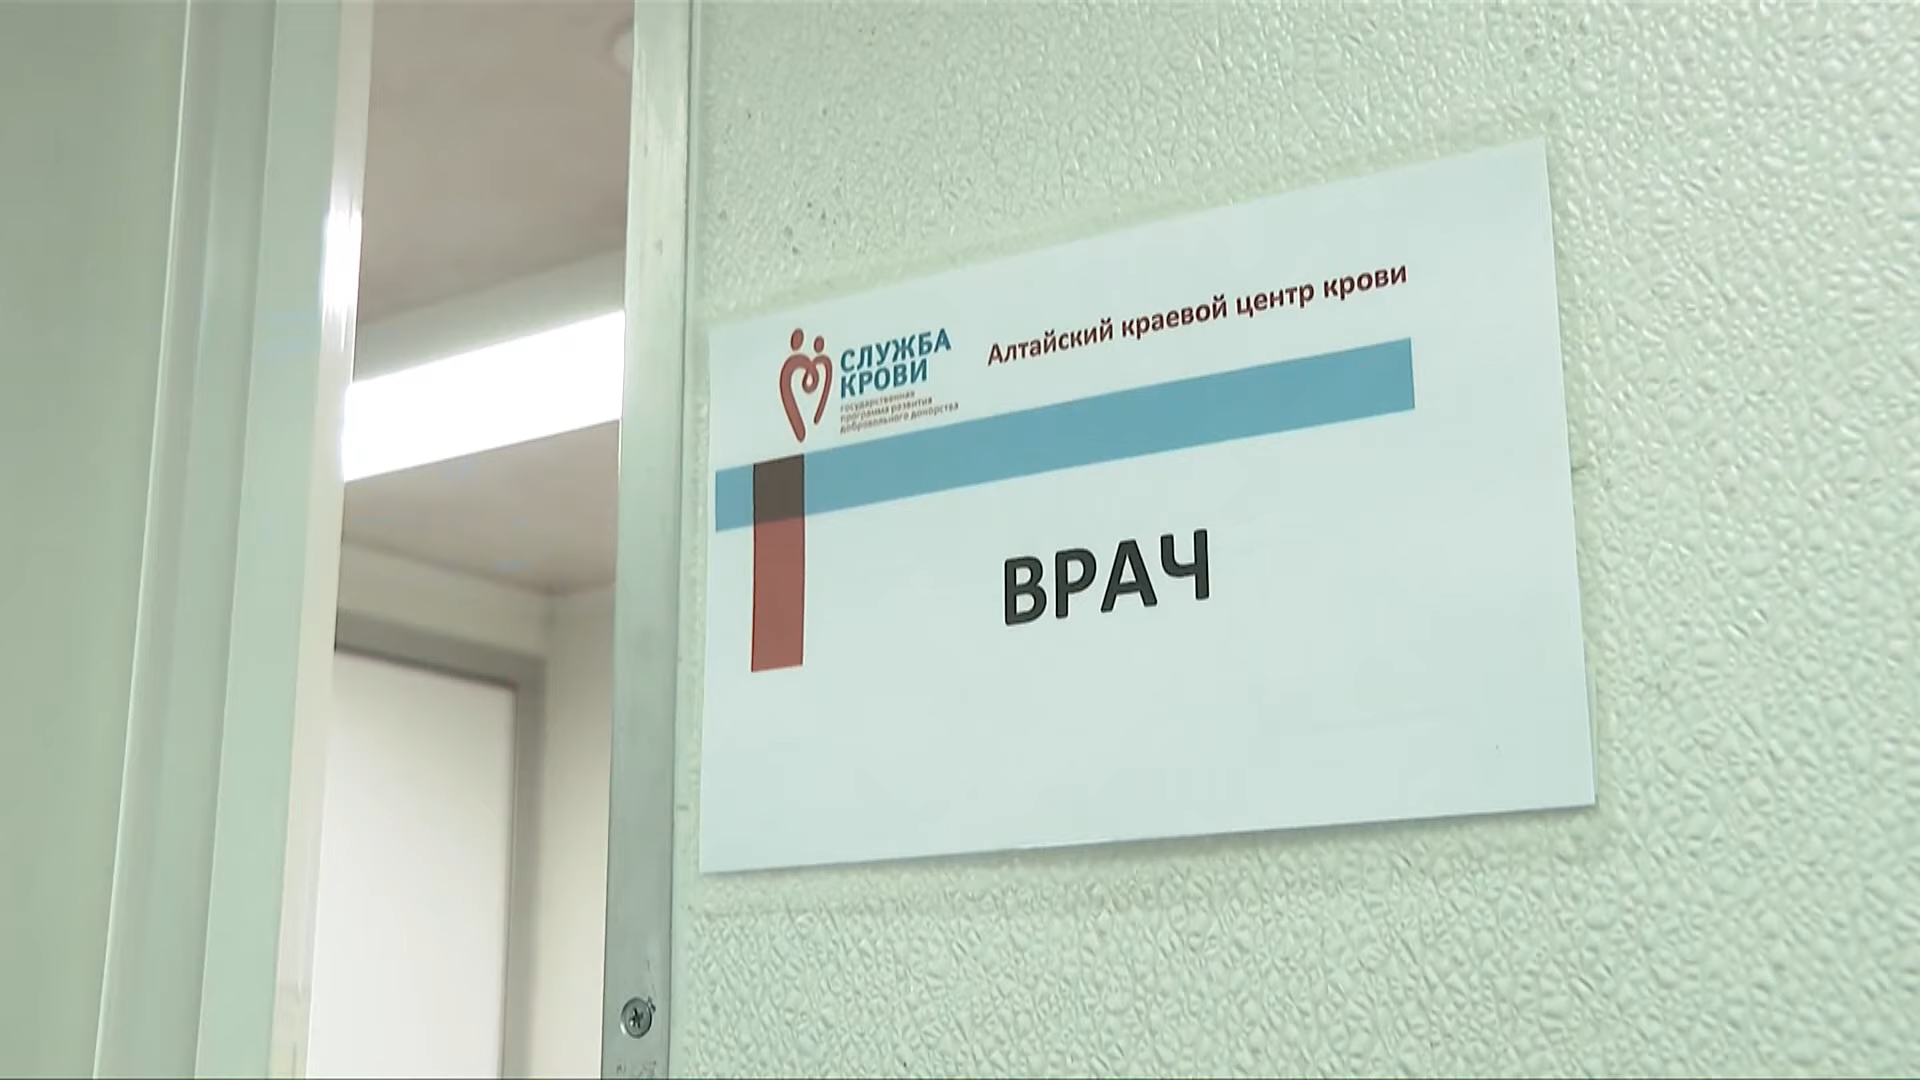 СЛУЖБА
КРОВИ
государственная
программа развития
добровольного донорства
Алтайский краевой центр крови
ВРАЧ